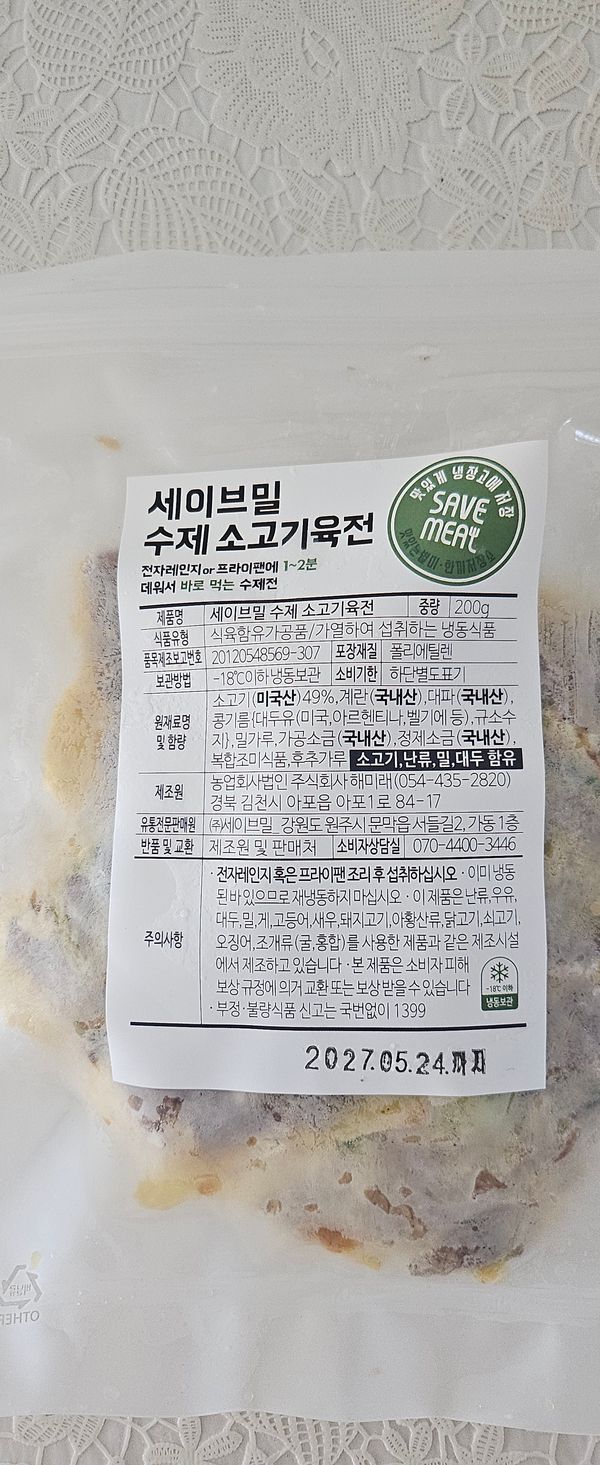 세이브밀
수제 소고기육전
전자레인지or프라이팬에 1~2분
데워서 바로 먹는 수제전
맛있게 냉장고에 저장
SAVE
MEAL
제품명 세이브밀 수제 소고기육전 중량 200g
식품유형 식육함유가공품/가열하여 섭취하는 냉동식품
품목제조보고번호 20120548569-307 포장재질 폴리에틸렌
보관방법 -18℃이하 냉동보관 소비기한 하단별도표기
원재료명 및 함량
소고기(미국산)49%,계란(국내산),대파(국내산),
콩기름{대두유(미국,아르헨티나,벨기에 등),규소수
지},밀가루,가공소금(국내산),정제소금(국내산),
복합조미식품,후추가루 소고기,난류,밀,대두 함유
제조원 농업회사법인 주식회사 해미래(054-435-2820)
경북 김천시 아포읍 아포1로 84-17
유통전문판매원 ㈜세이브밀_강원도 원주시 문막읍 서들길2, 가동 1층
반품 및 교환 제조원 및 판매처 소비자상담실 070-4400-3446
주의사항
· 전자레인지 혹은 프라이팬 조리 후 섭취하십시오 · 이미 냉동
된 바 있으므로 재냉동하지 마십시오 · 이 제품은 난류,우유,
대두,밀,게,고등어,새우,돼지고기,아황산류,닭고기,쇠고기,
오징어,조개류(굴,홍합)를 사용한 제품과 같은 제조시설
에서 제조하고 있습니다 · 본 제품은 소비자 피해
보상 규정에 의거 교환 또는 보상 받을 수 있습니다
· 부정·불량식품 신고는 국번없이 1399
-18℃ 이하
냉동보관
2027.05.24.까지
OTHER